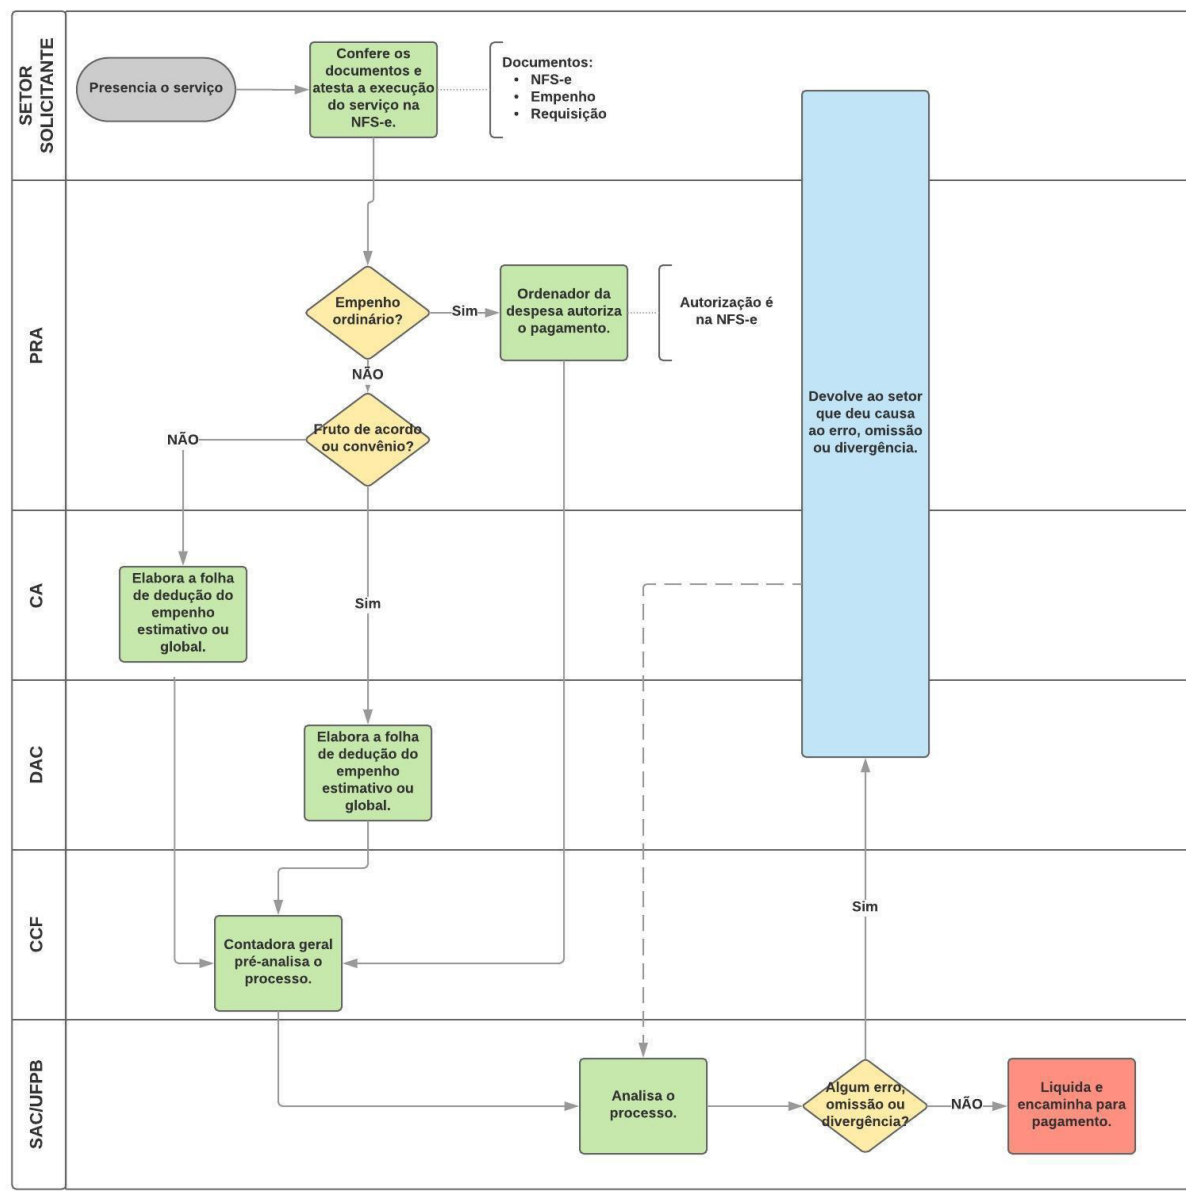 SETOR
SOLICITANTE
Presencia o serviço
Confere os
documentos e
atesta a execução
do serviço na
NFS-e.
Documentos:
• NFS-e
• Empenho
• Requisição
PRA
Empenho
ordinário?
Sim
Ordenador da
despesa autoriza
o pagamento.
Autorização é
na NFS-e
NÃO
Fruto de acordo
ou convênio?
NÃO
Devolve ao setor
que deu causa
ao erro, omissão
ou divergência.
CA
Elabora a folha
de dedução do
empenho
estimativo ou
global.
Sim
DAC
Elabora a folha
de dedução do
empenho
estimativo ou
global.
CCF
Contadora geral
pré-analisa o
processo.
Sim
SAC/UFPB
Analisa o
processo.
Algum erro,
omissão ou
divergência?
NÃO
Liquida e
encaminha para
pagamento.